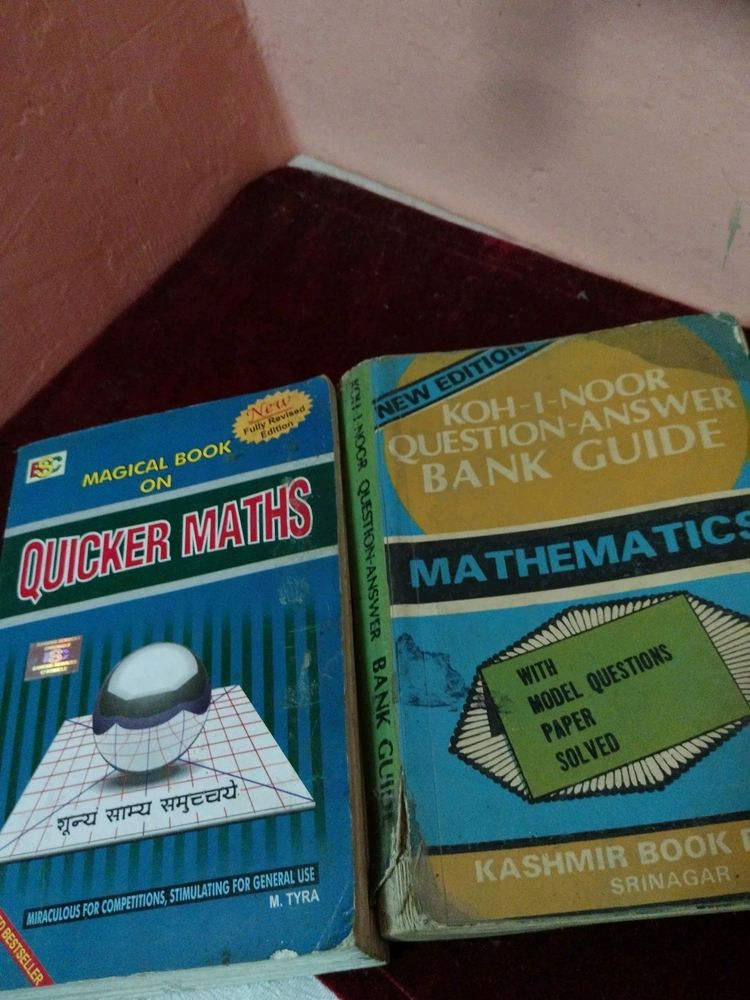 BSC
MAGICAL BOOK
ON
New
Fully Revised
Edition
QUICKER MATHS
शून्यं साम्य समुच्चये
MIRACULOUS FOR COMPETITIONS, STIMULATING FOR GENERAL USE
M. TYRA
BESTSELLER
KOH-I-NOOR QUESTION-ANSWER BANK GUIDE
NEW EDITION
KOH-I-NOOR
QUESTION-ANSWER
BANK GUIDE
MATHEMATICS
WITH
MODEL QUESTIONS
PAPER
SOLVED
KASHMIR BOOK
SRINAGAR